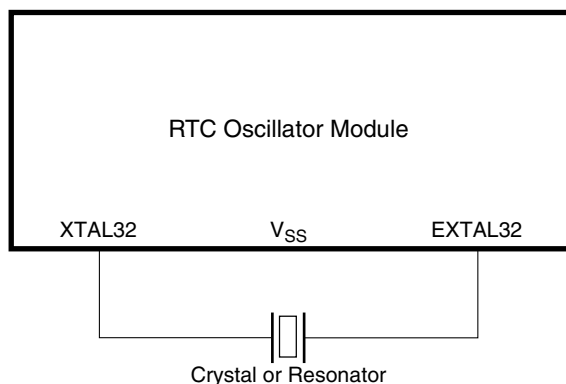 RTC Oscillator Module
XTAL32 VSS EXTAL32
Crystal or Resonator